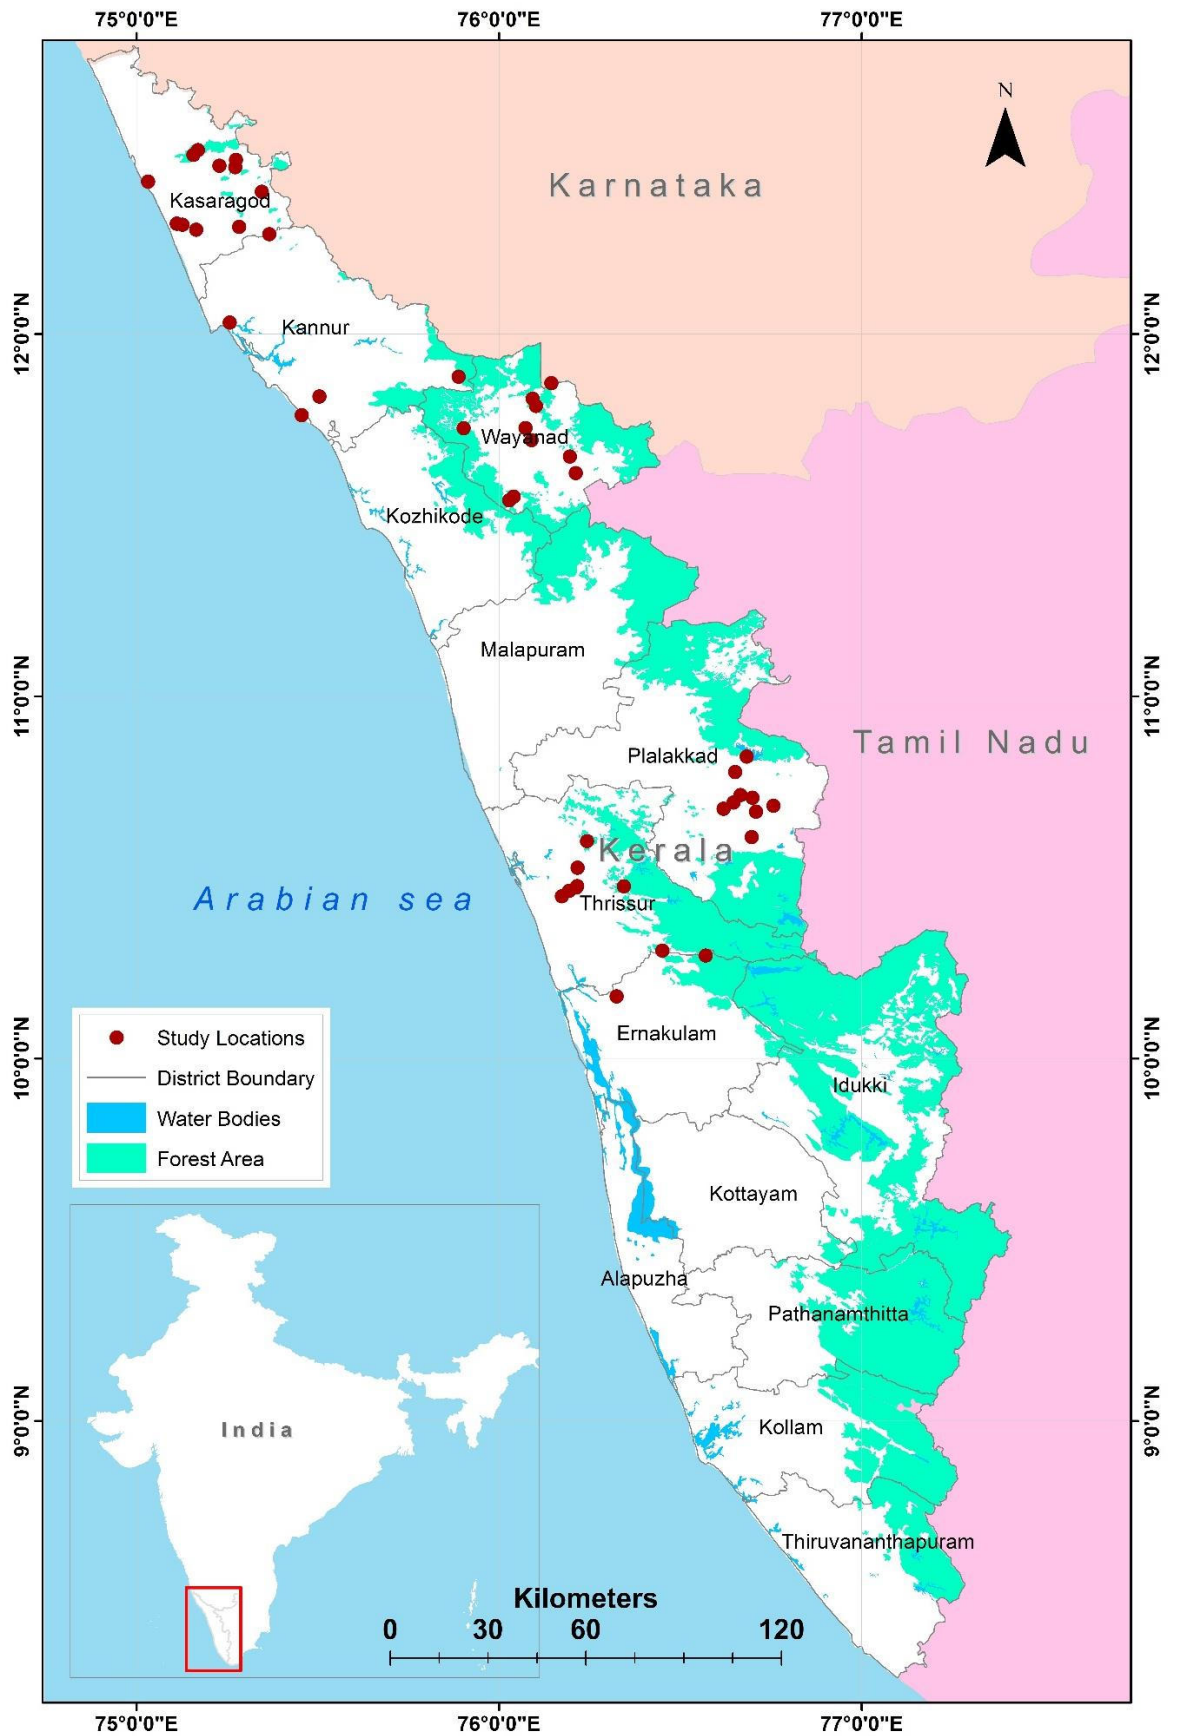 75°0'0"E 76°0'0"E 77°0'0"E
N
Karnataka
Kasaragod
12°0'0"N
Kannur
12°0'0"N
Wayanad
Kozhikode
Malapuram
11°0'0"N
11°0'0"N
Tamil Nadu
Plalakkad
Kerala
Arabian sea
Thrissur
Ernakulam
Study Locations
District Boundary
Water Bodies
Forest Area
10°0'0"N
10°0'0"N
Idukki
Kottayam
Alapuzha
Pathanamthitta
9°0'0"N
India
Kollam
9°0'0"N
Thiruvananthapuram
Kilometers
0 30 60 120
75°0'0"E 76°0'0"E 77°0'0"E